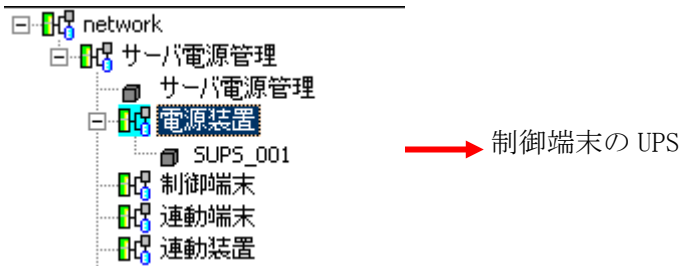 network
サーバ電源管理
サーバ電源管理
電源装置
SUPS_001
制御端末の UPS
制御端末
連動端末
連動装置